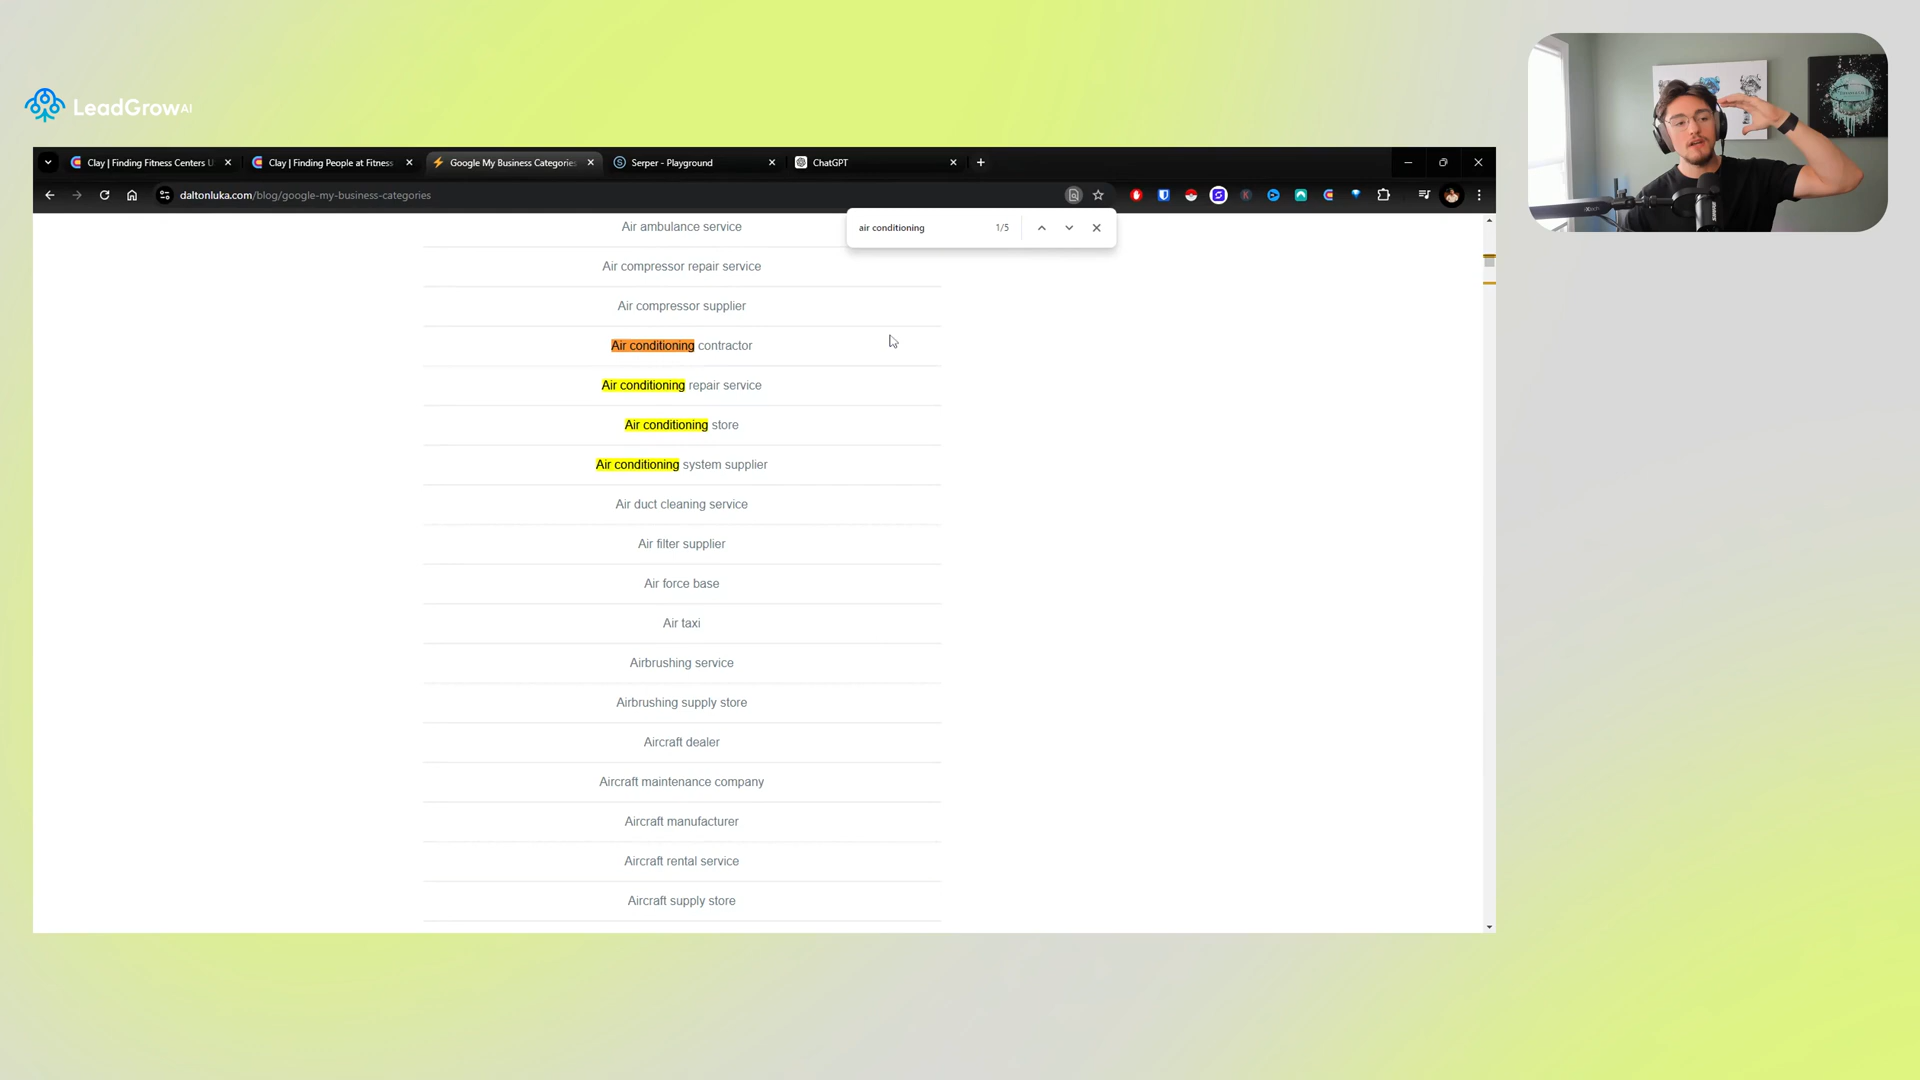 LeadGrow AI
Clay | Finding Fitness Centers U
Clay | Finding People at Fitness
Google My Business Categories
Serper - Playground
ChatGPT
daltonluka.com/blog/google-my-business-categories
air conditioning
1/5
Air ambulance service
Air compressor repair service
Air compressor supplier
Air conditioning contractor
Air conditioning repair service
Air conditioning store
Air conditioning system supplier
Air duct cleaning service
Air filter supplier
Air force base
Air taxi
Airbrushing service
Airbrushing supply store
Aircraft dealer
Aircraft maintenance company
Aircraft manufacturer
Aircraft rental service
Aircraft supply store